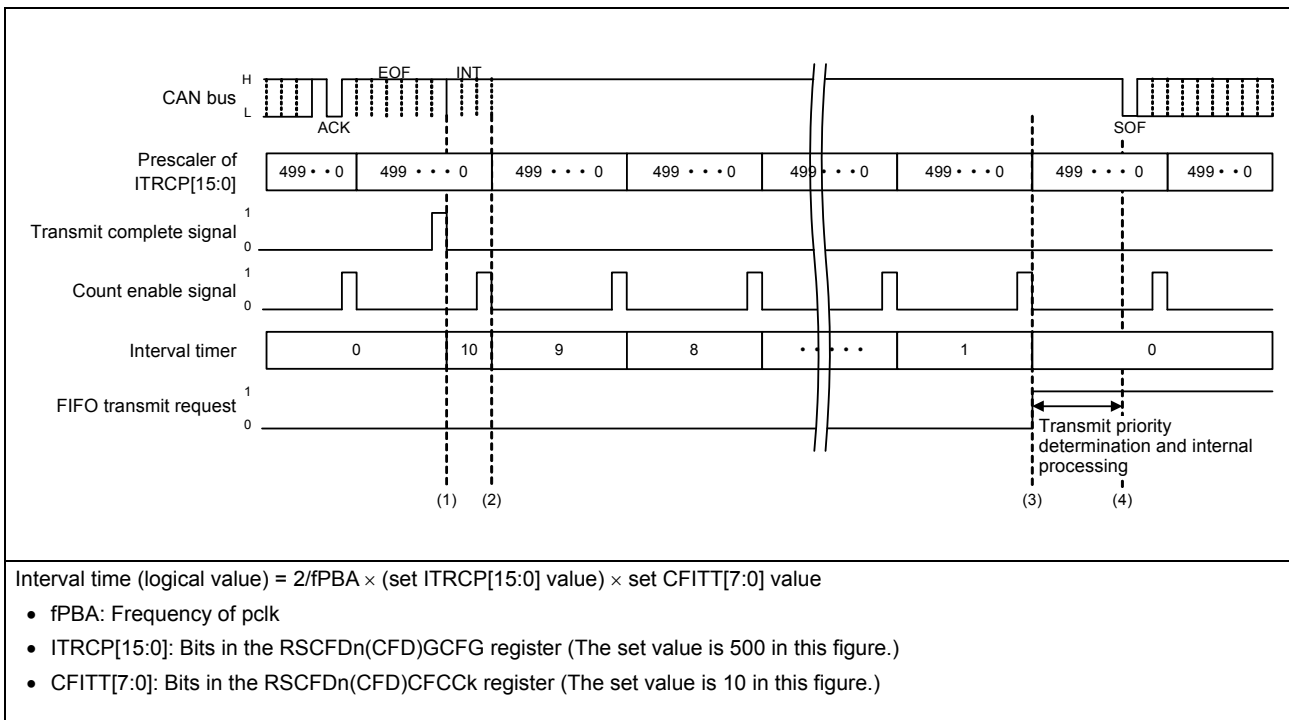 EOF INT
H
CAN bus
L
ACK SOF
Prescaler of
ITRCP[15:0]
499 • • 0 499 • • • 0 499 • • • 0 499 • • • 0 499 • • • 0 499 • • • 0 499 • • • 0 499 • • 0
1
Transmit complete signal
0
1
Count enable signal
0
Interval timer 0 10 9 8 • • • • • 1 0
1
FIFO transmit request
0
Transmit priority
determination and internal
processing
(1) (2) (3) (4)
Interval time (logical value) = 2/fPBA × (set ITRCP[15:0] value) × set CFITT[7:0] value
• fPBA: Frequency of pclk
• ITRCP[15:0]: Bits in the RSCFDn(CFD)GCFG register (The set value is 500 in this figure.)
• CFITT[7:0]: Bits in the RSCFDn(CFD)CFCCk register (The set value is 10 in this figure.)